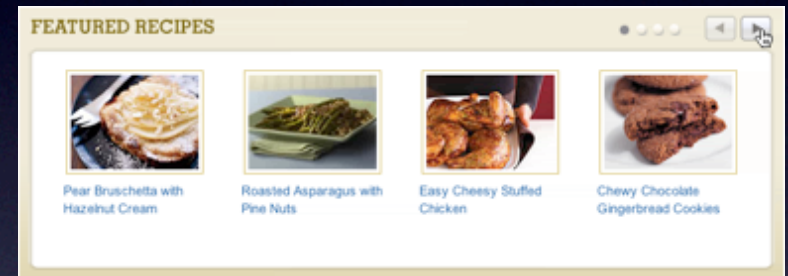 FEATURED RECIPES
Pear Bruschetta with
Hazelnut Cream
Roasted Asparagus with
Pine Nuts
Easy Cheesy Stuffed
Chicken
Chewy Chocolate
Gingerbread Cookies